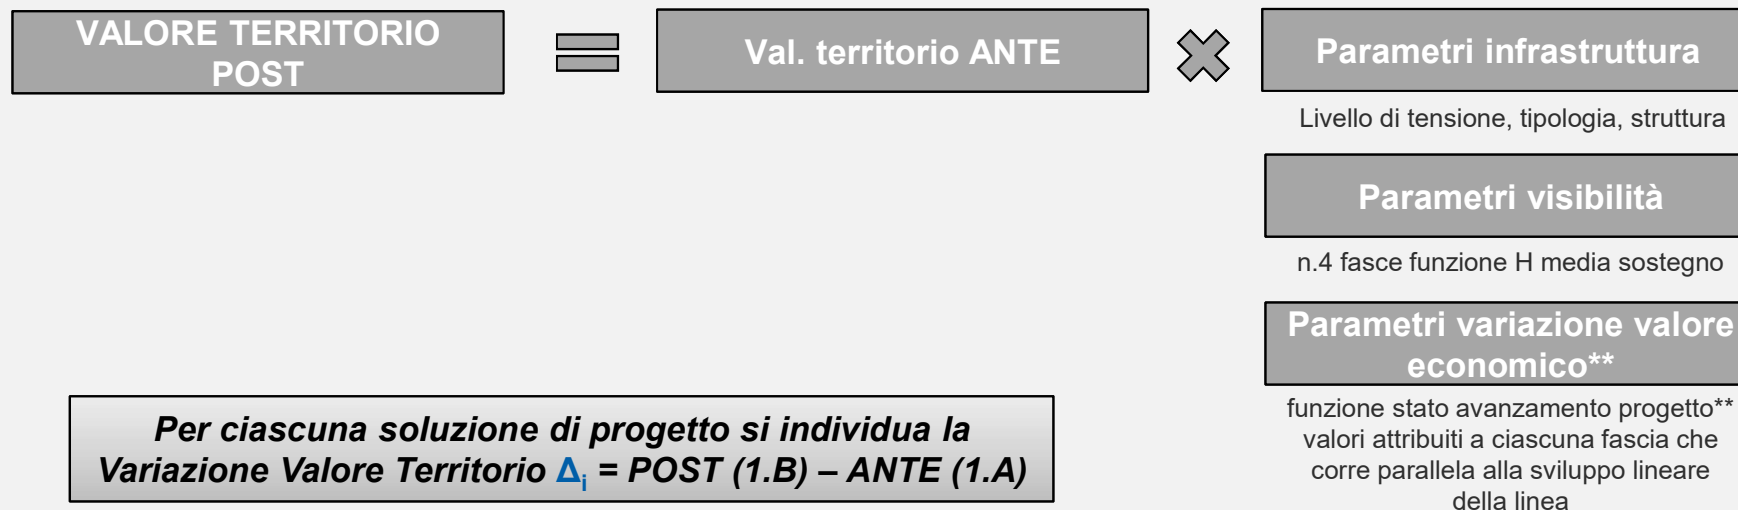 VALORE TERRITORIO
POST
Val. territorio ANTE
Parametri infrastruttura
Livello di tensione, tipologia, struttura
Parametri visibilità
n.4 fasce funzione H media sostegno
Parametri variazione valore
economico**
funzione stato avanzamento progetto**
valori attribuiti a ciascuna fascia che
corre parallela alla sviluppo lineare
della linea
Per ciascuna soluzione di progetto si individua la
Variazione Valore Territorio Δi = POST (1.B) – ANTE (1.A)